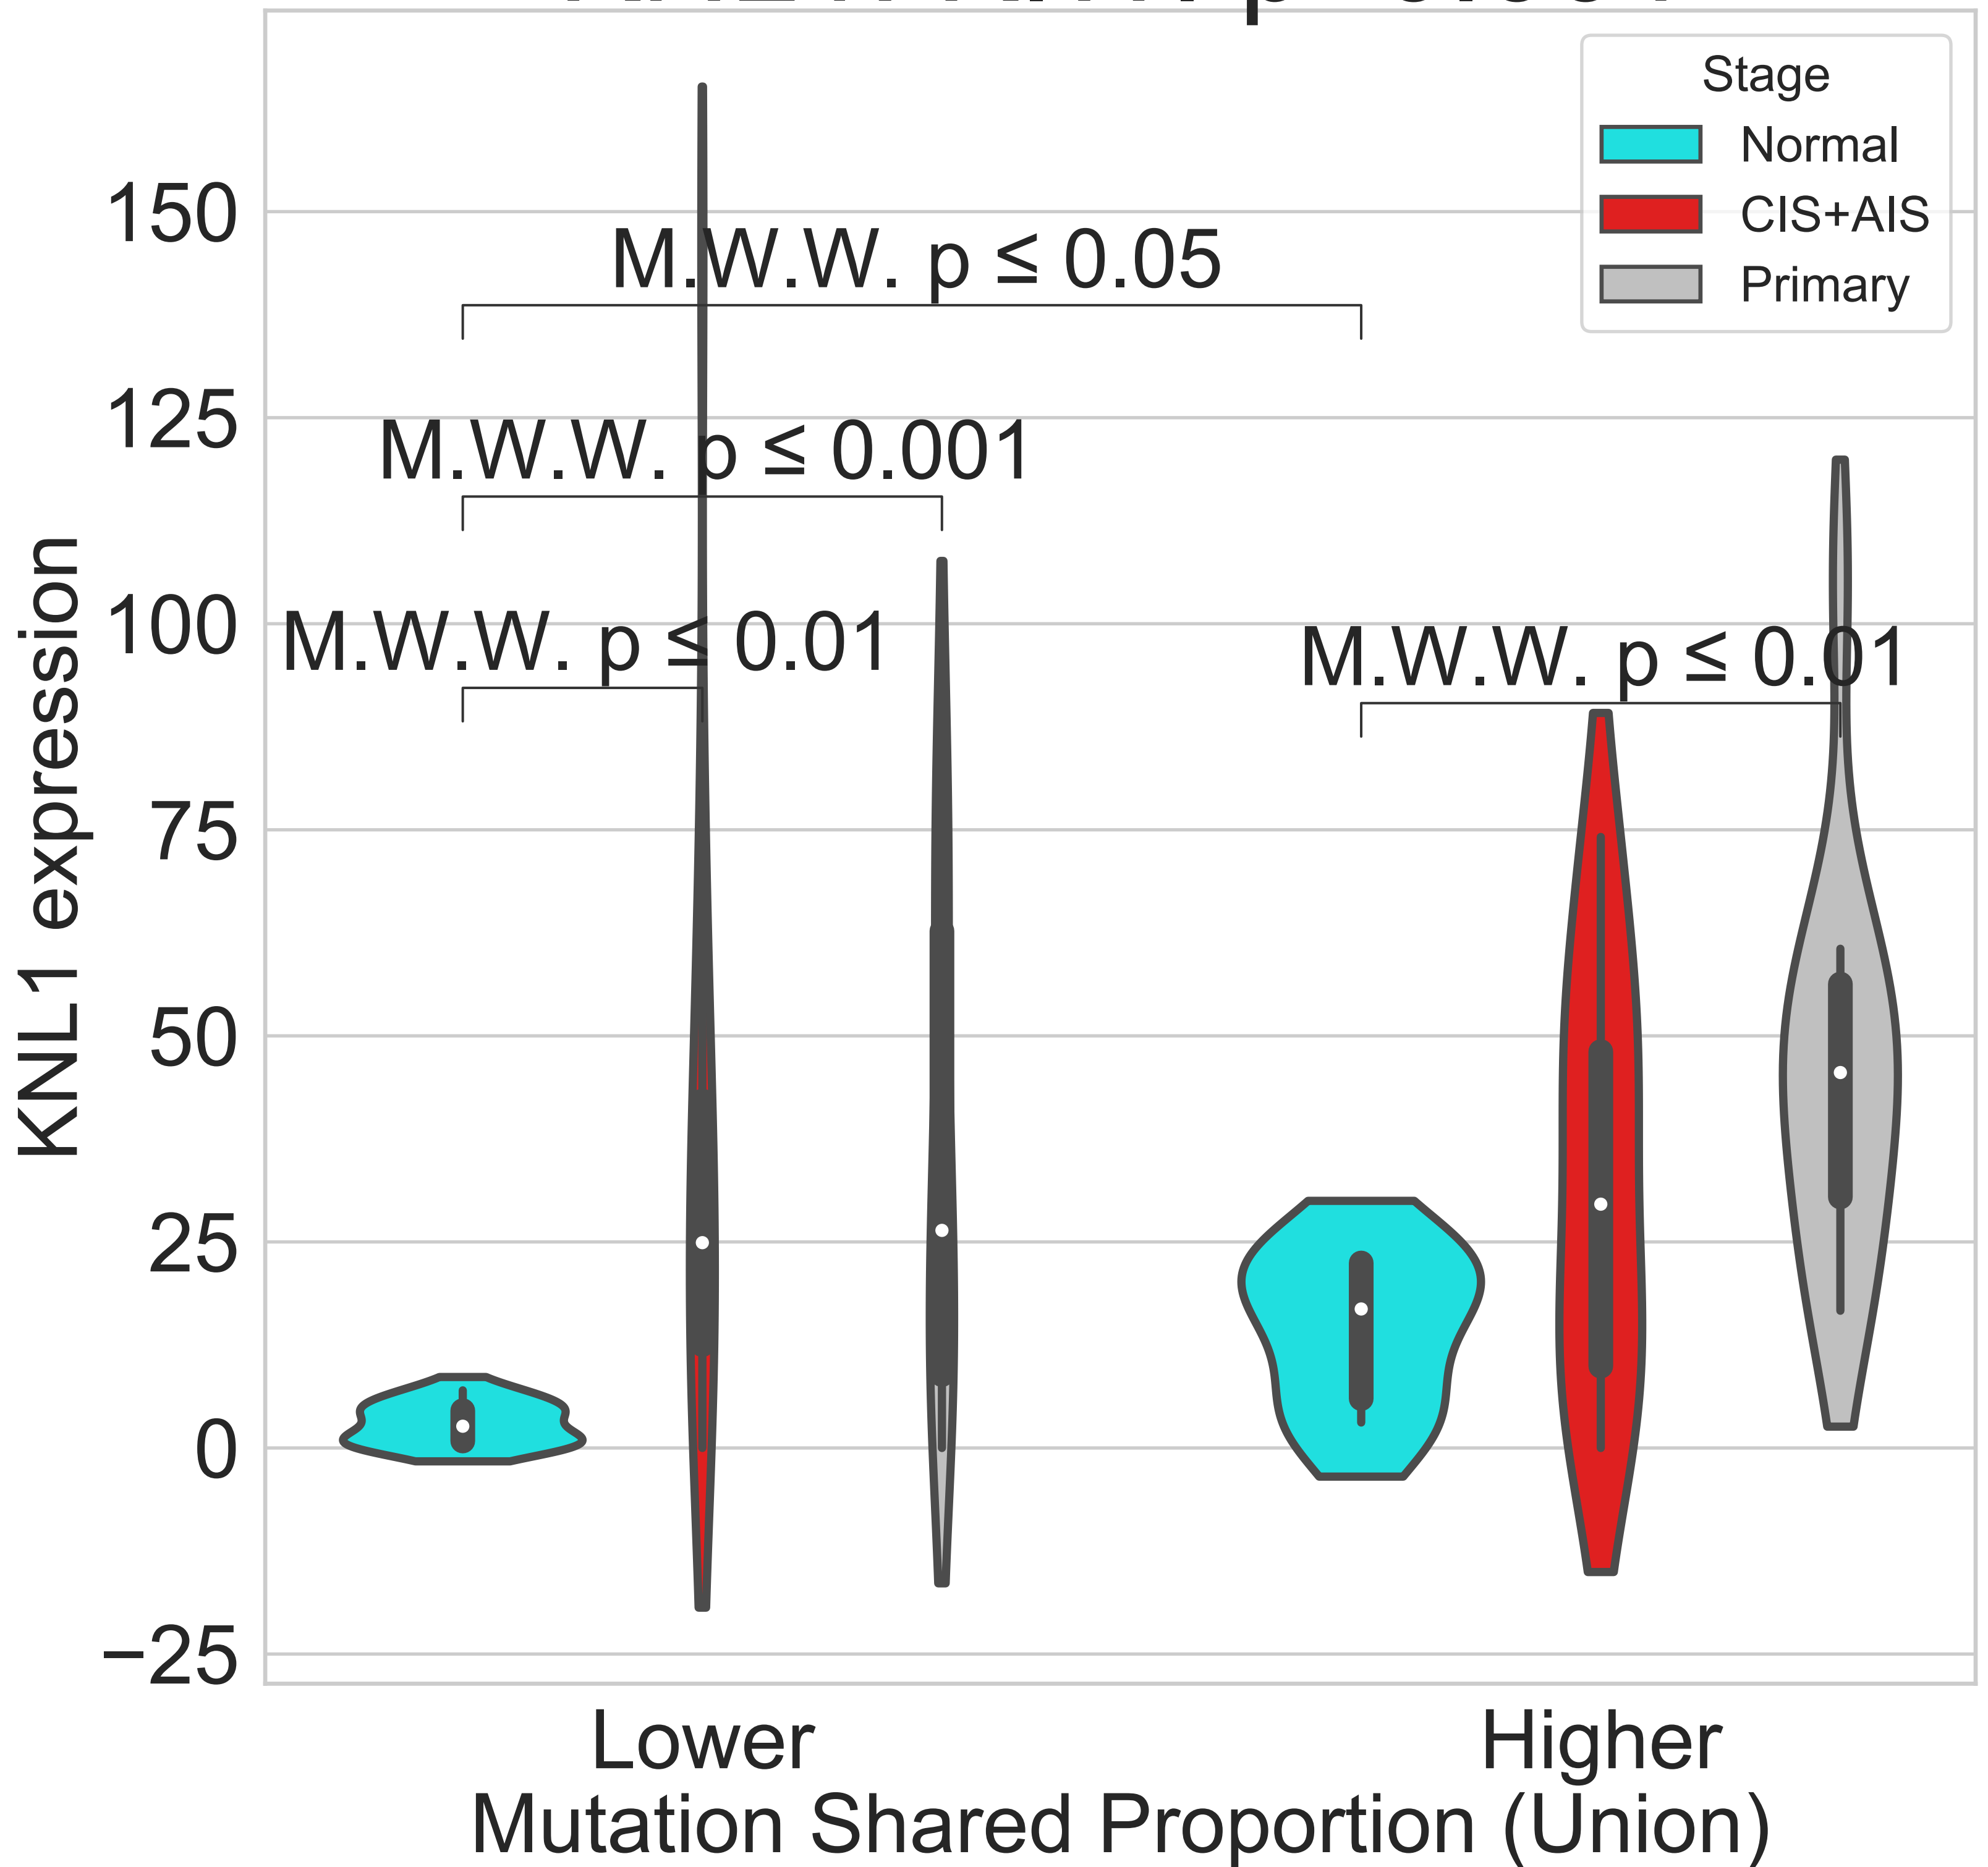 Stage
Normal
CIS+AIS
Primary
M.W.W. p ≤ 0.05
M.W.W. p ≤ 0.001
M.W.W. p ≤ 0.01
M.W.W. p ≤ 0.01
150
125
100
75
50
25
0
−25
KNL1 expression
Lower
Higher
Mutation Shared Proportion (Union)